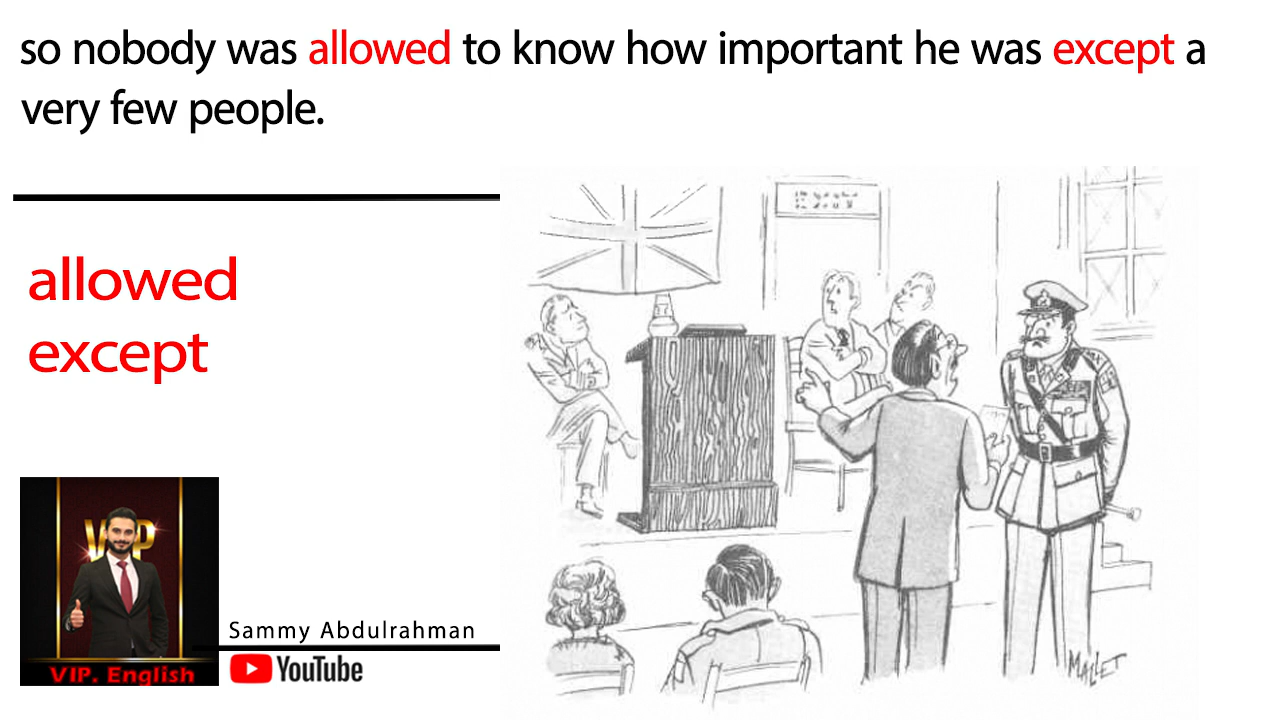 so nobody was allowed to know how important he was except a
very few people.
allowed
except
VIP
VIP. English
Sammy Abdulrahman
YouTube
MALLET